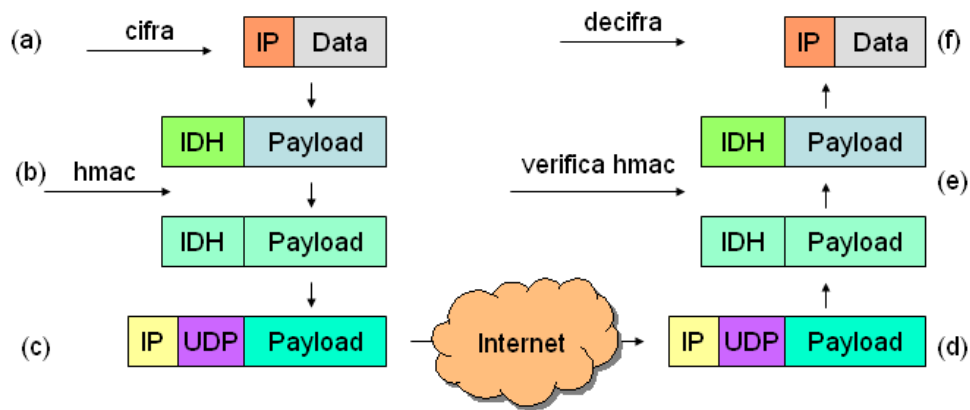 (a) cifra IP Data decifra IP Data (f)
IDH Payload IDH Payload
(b) hmac verifica hmac (e)
IDH Payload IDH Payload
(c) IP UDP Payload Internet IP UDP Payload (d)